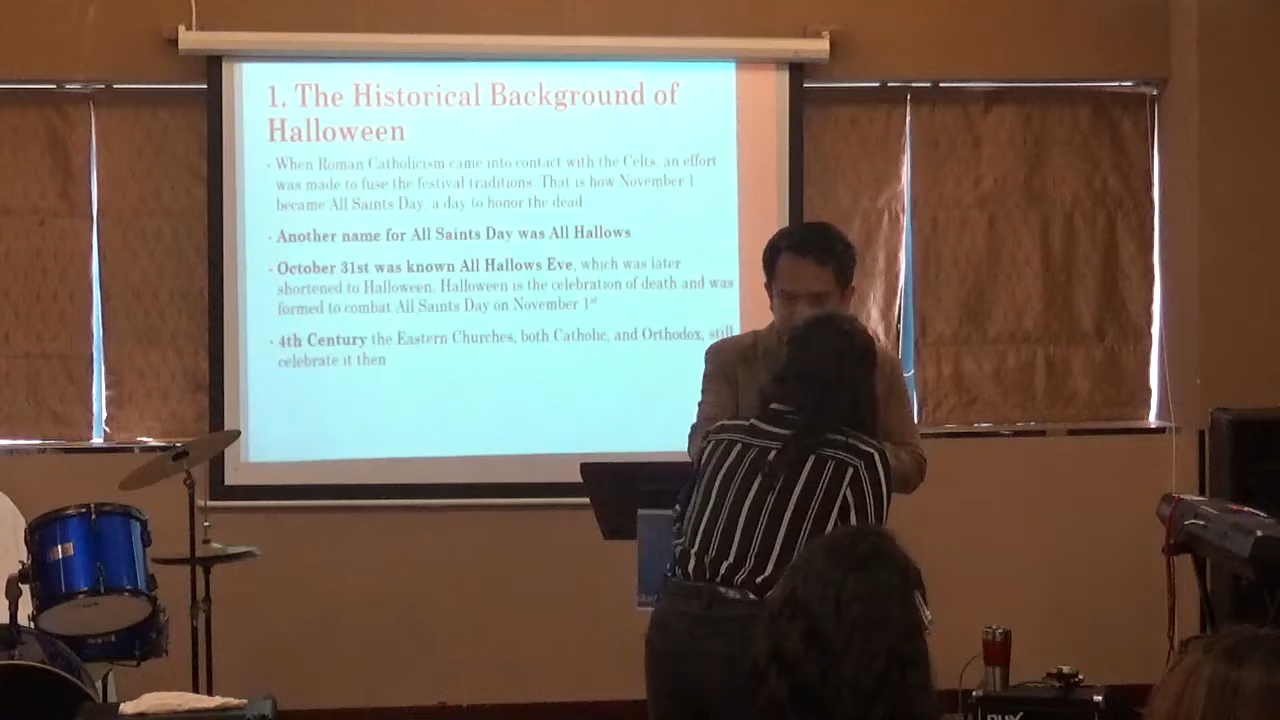 1. The Historical Background of
Halloween
- When Roman Catholicism came into contact with the Celts, an effort
was made to fuse the festival traditions. That is how November 1
became All Saints Day, a day to honor the dead.
- Another name for All Saints Day was All Hallows.
- October 31st was known All Hallows Eve, which was later
shortened to Halloween. Halloween is the celebration of death and was
formed to combat All Saints Day on November 1st
- 4th Century the Eastern Churches, both Catholic, and Orthodox, still
celebrate it then